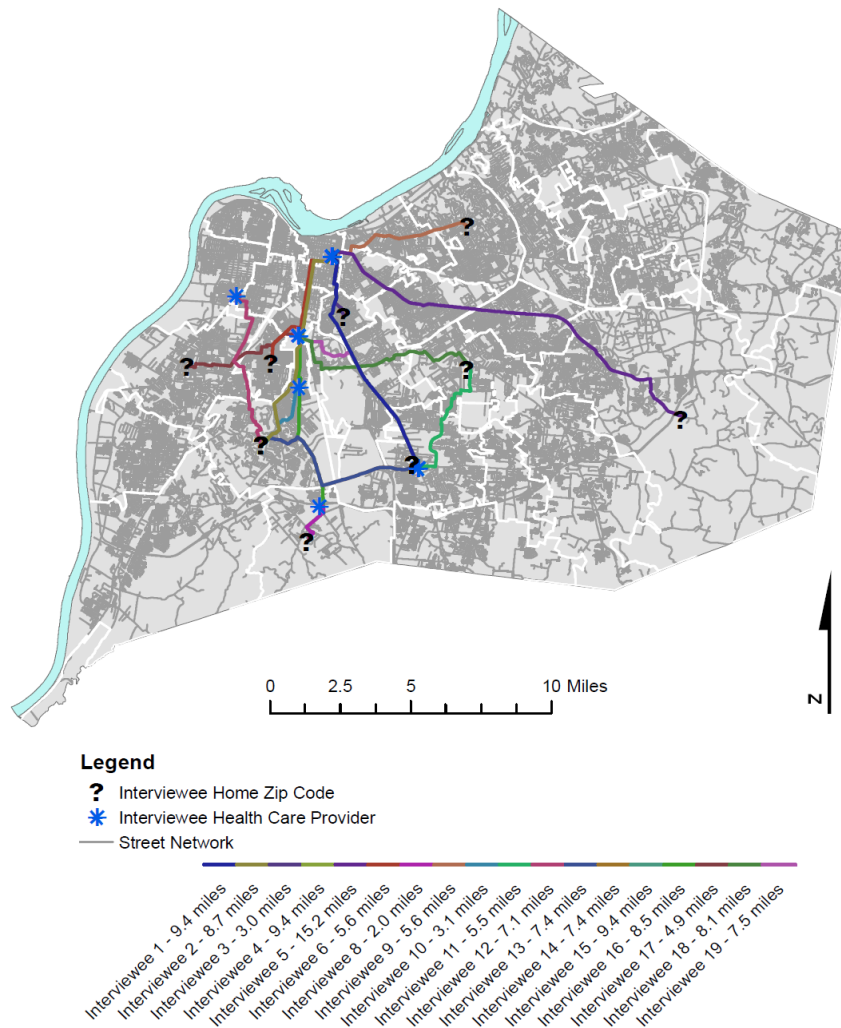 0 2.5 5 10 Miles
N
Legend
? Interviewee Home Zip Code
Interviewee Health Care Provider
Street Network
Interviewee 1 - 9.4 miles
Interviewee 2 - 8.7 miles
Interviewee 3 - 3.0 miles
Interviewee 4 - 9.4 miles
Interviewee 5 - 15.2 miles
Interviewee 6 - 5.6 miles
Interviewee 8 - 2.0 miles
Interviewee 9 - 5.6 miles
Interviewee 10 - 3.1 miles
Interviewee 11 - 5.5 miles
Interviewee 12 - 7.1 miles
Interviewee 13 - 7.4 miles
Interviewee 14 - 7.4 miles
Interviewee 15 - 9.4 miles
Interviewee 16 - 8.5 miles
Interviewee 17 - 4.9 miles
Interviewee 18 - 8.1 miles
Interviewee 19 - 7.5 miles